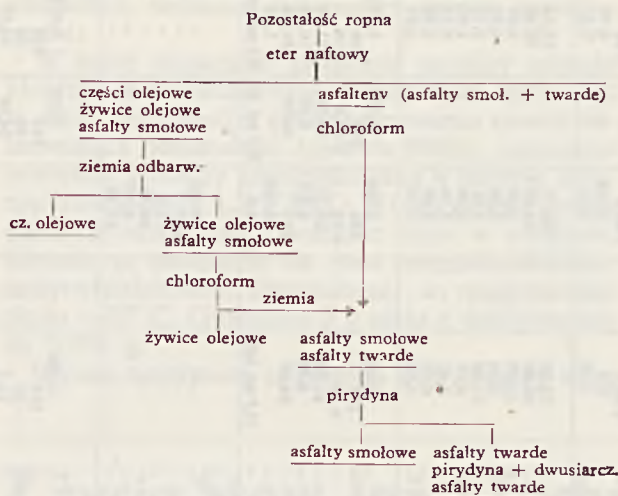 Pozostałość ropna
eter naftowy
części olejowe
żywice olejowe
asfalty smołowe
asfalteny (asfalty smoł. + twarde)
chloroform
ziemia odbarw.
cz. olejowe
żywice olejowe
asfalty smołowe
chloroform
ziemia
żywice olejowe
asfalty smołowe
asfalty twarde
pirydyna
asfalty smołowe
asfalty twarde
pirydyna + dwusiarcz.
asfalty twarde